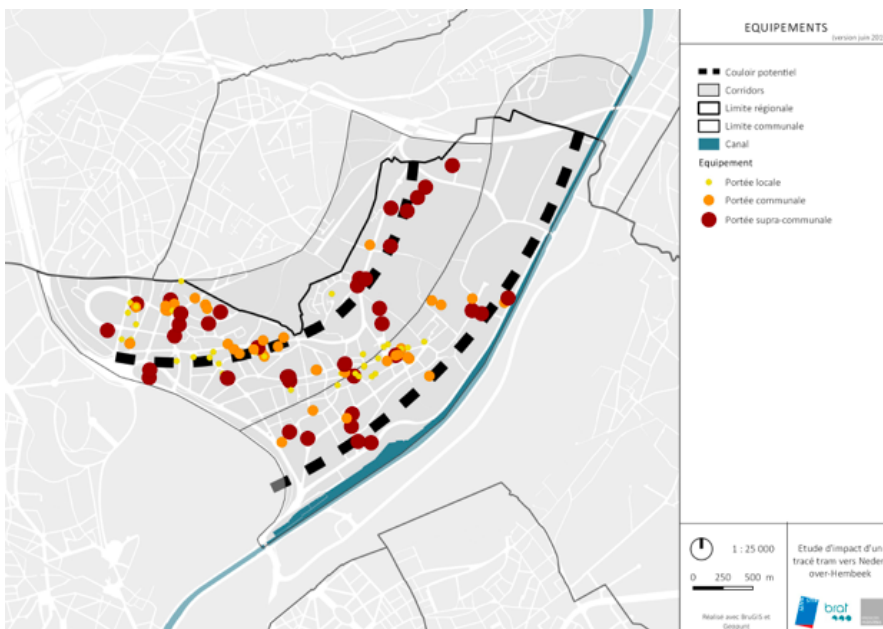 EQUIPEMENTS
(version juin 201
Couloir potentiel
Corridors
Limite régionale
Limite communale
Canal
Equipement
Portée locale
Portée communale
Portée supra-communale
1 : 25 000
0 250 500 m
Réalisé avec BruGIS et
Geopunt
Etude d'impact d'un
tracé tram vers Neder
over-Hembeek
brat